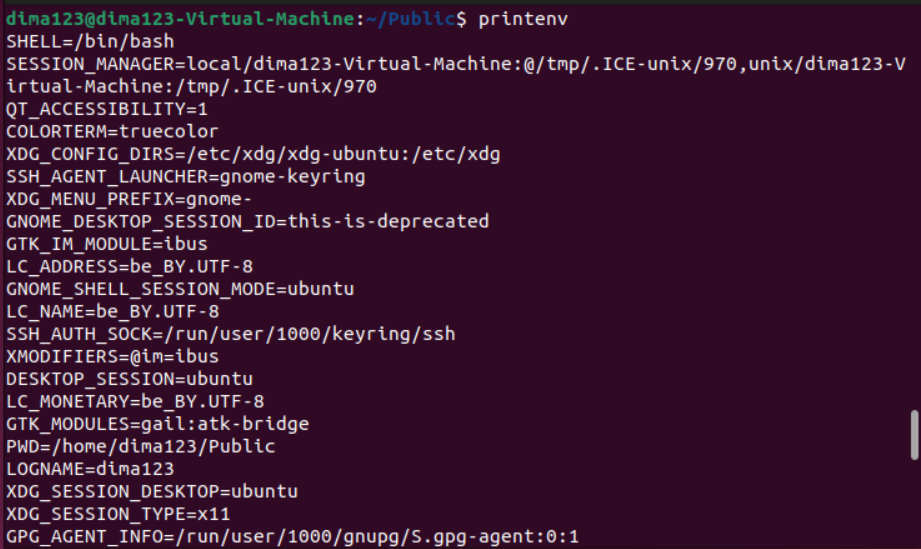 dima123@dima123-Virtual-Machine:~/Public$ printenv
SHELL=/bin/bash
SESSION_MANAGER=local/dima123-Virtual-Machine:@/tmp/.ICE-unix/970,unix/dima123-V
irtual-Machine:/tmp/.ICE-unix/970
QT_ACCESSIBILITY=1
COLORTERM=truecolor
XDG_CONFIG_DIRS=/etc/xdg/xdg-ubuntu:/etc/xdg
SSH_AGENT_LAUNCHER=gnome-keyring
XDG_MENU_PREFIX=gnome-
GNOME_DESKTOP_SESSION_ID=this-is-deprecated
GTK_IM_MODULE=ibus
LC_ADDRESS=be_BY.UTF-8
GNOME_SHELL_SESSION_MODE=ubuntu
LC_NAME=be_BY.UTF-8
SSH_AUTH_SOCK=/run/user/1000/keyring/ssh
XMODIFIERS=@im=ibus
DESKTOP_SESSION=ubuntu
LC_MONETARY=be_BY.UTF-8
GTK_MODULES=gail:atk-bridge
PWD=/home/dima123/Public
LOGNAME=dima123
XDG_SESSION_DESKTOP=ubuntu
XDG_SESSION_TYPE=x11
GPG_AGENT_INFO=/run/user/1000/gnupg/S.gpg-agent:0:1